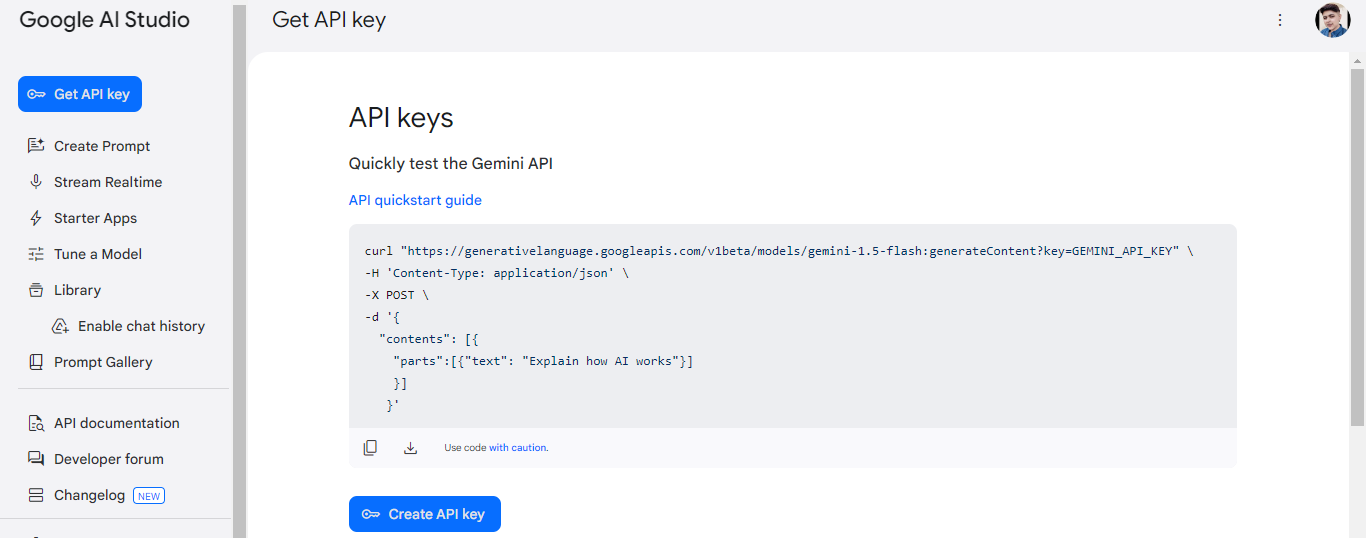 Google AI Studio
Get API key
Get API key
Create Prompt
Stream Realtime
Starter Apps
Tune a Model
Library
Enable chat history
Prompt Gallery
API documentation
Developer forum
Changelog NEW
API keys
Quickly test the Gemini API
API quickstart guide
curl "https://generativelanguage.googleapis.com/v1beta/models/gemini-1.5-flash:generateContent?key=GEMINI_API_KEY" \
-H 'Content-Type: application/json' \
-X POST \
-d '{
"contents": [{
"parts":[{"text": "Explain how AI works"}]
}]
}'
Use code with caution.
Create API key